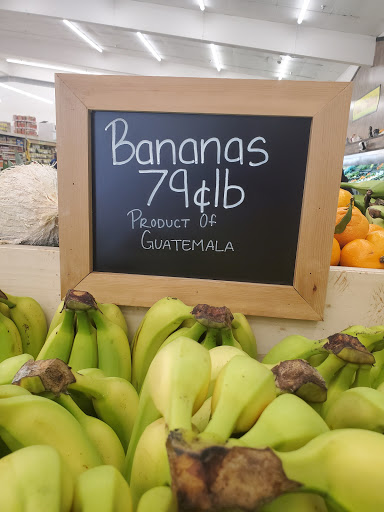 Bananas
79¢lb
Product Of
Guatemala